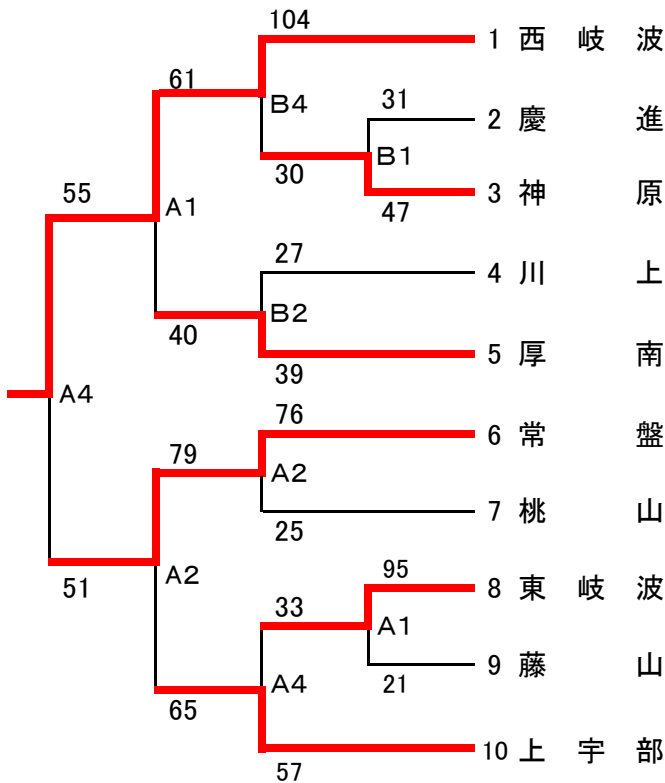 104
1 西岐波
61
B4
31
2 慶進
B1
30
3 神原
47
55
A1
27
4 川上
B2
40
5 厚南
39
A4
76
6 常盤
79
A2
7 桃山
25
51
A2
95
8 東岐波
33
A1
9 藤山
21
A4
65
10 上宇部
57